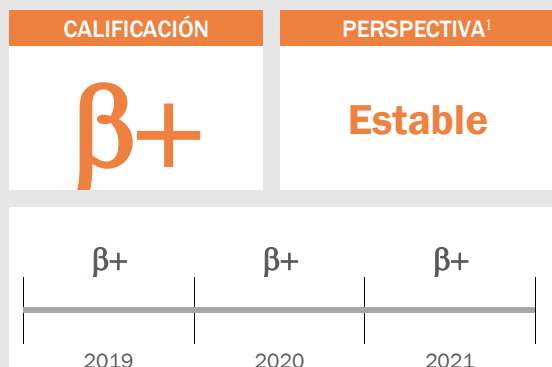 CALIFICACIÓN
PERSPECTIVA¹
β+
Estable
β+ β+ β+
2019 2020 2021